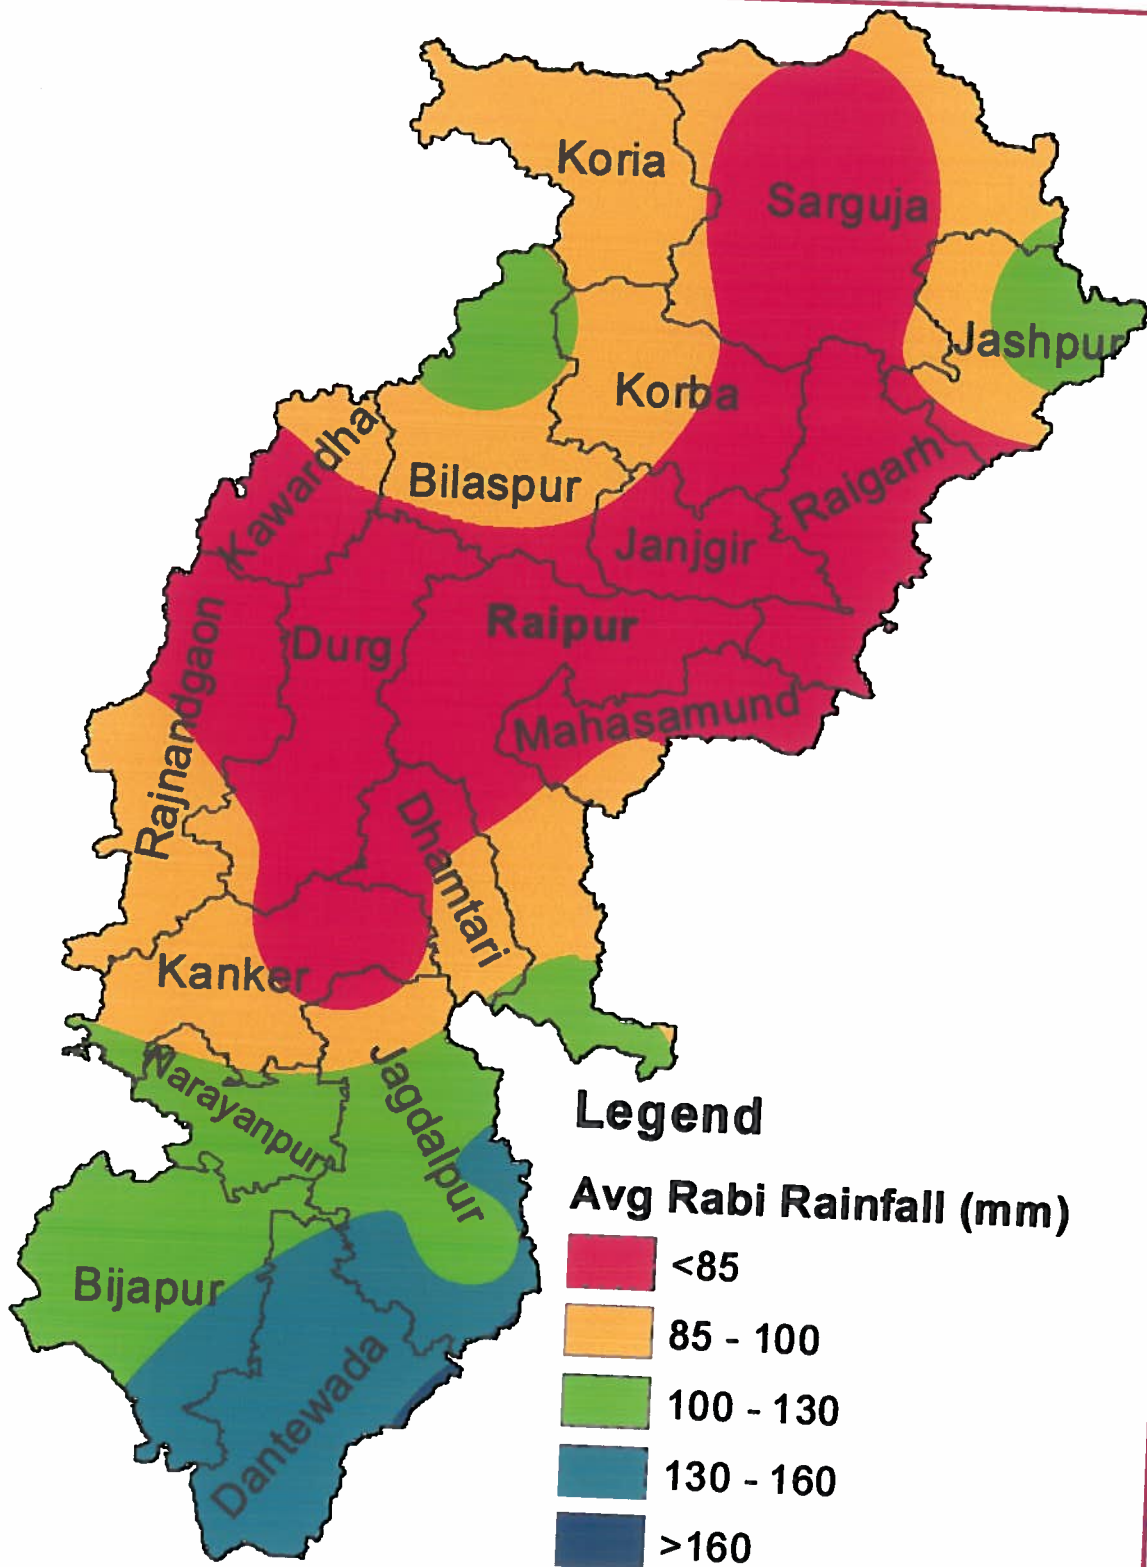 Koria
Sarguja
Jashpur
Korba
Kawardha
Bilaspur
Raigarh
Janjgir
Raipur
Durg
Rajnandgaon
Mahasamund
Dhamtari
Kanker
Narayanpur
Jagdalpur
Bijapur
Dantewada
Legend
Avg Rabi Rainfall (mm)
<85
85 - 100
100 - 130
130 - 160
>160